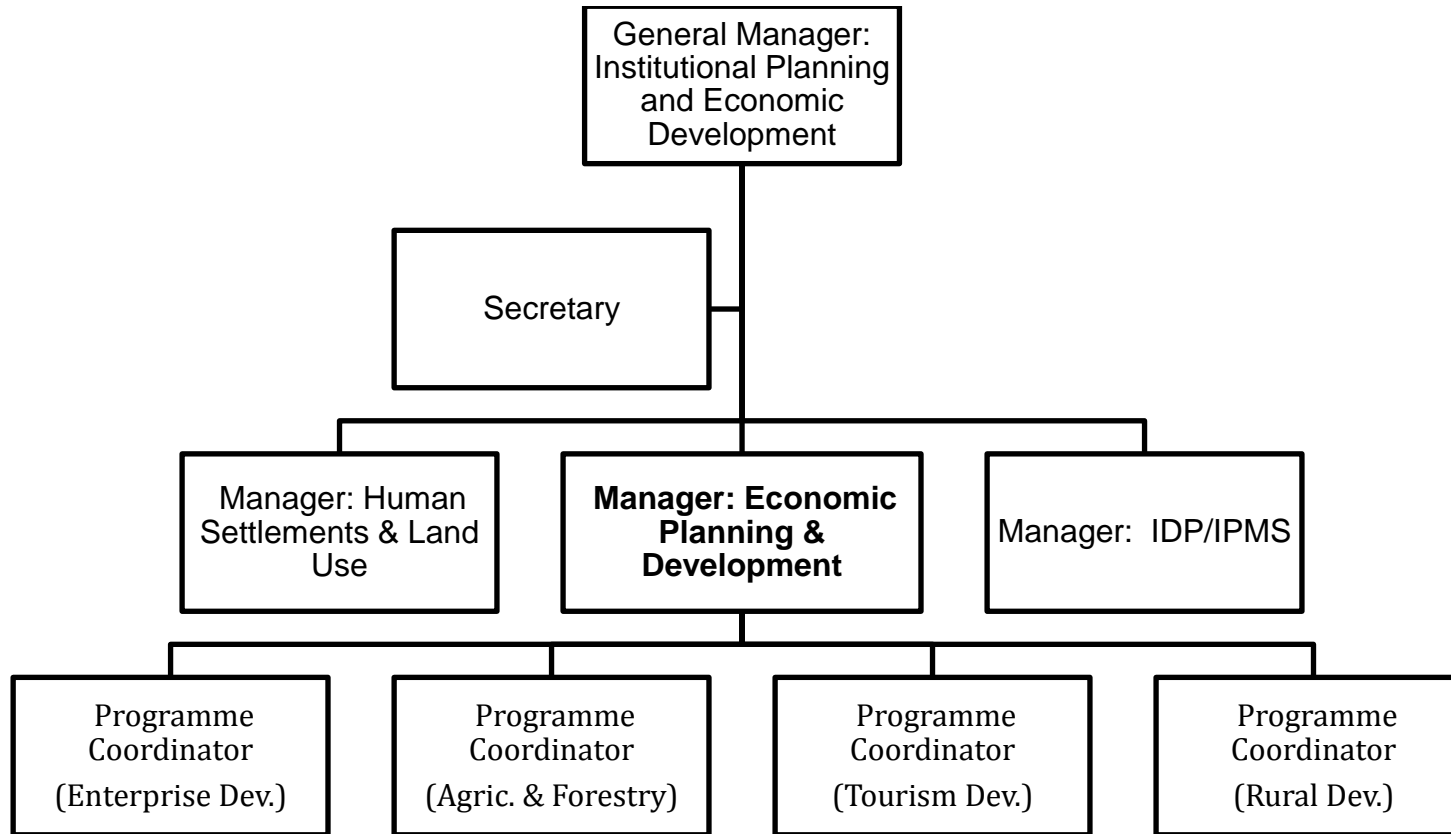 General Manager:
Institutional Planning
and Economic
Development
Secretary
Manager: Human
Settlements & Land
Use
Manager: Economic
Planning &
Development
Manager:  IDP/IPMS
Programme
Coordinator
(Enterprise Dev.)
Programme
Coordinator
(Agric. & Forestry)
Programme
Coordinator
(Tourism Dev.)
Programme
Coordinator
(Rural Dev.)